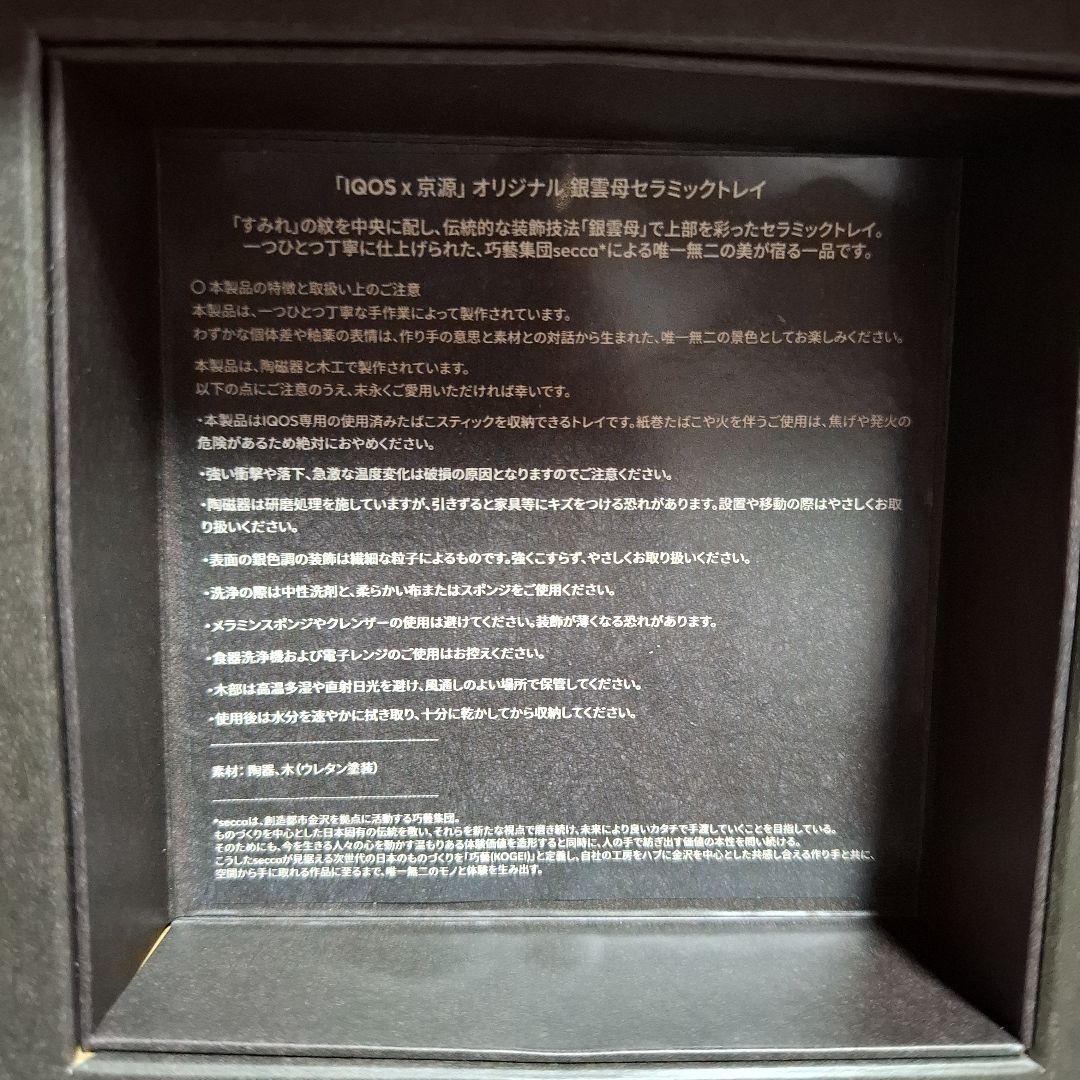 「IQOS x 京源」 オリジナル 銀雲母セラミックトレイ
「すみれ」の紋を中央に配し、伝統的な装飾技法「銀雲母」で上部を彩ったセラミックトレイ。
一つひとつ丁寧に仕上げられた、巧藝集団secca*による唯一無二の美が宿る一品です。
〇 本製品の特徴と取扱い上のご注意
本製品は、一つひとつ丁寧な手作業によって製作されています。
わずかな個体差や釉薬の表情は、作り手の意思と素材との対話から生まれた、唯一無二の景色としてお楽しみください。
本製品は、陶磁器と木工で製作されています。
以下の点にご注意のうえ、末永くご愛用いただければ幸いです。
・本製品はIQOS専用の使用済みたばこスティックを収納できるトレイです。紙巻たばこや火を伴うご使用は、焦げや発火の
危険があるため絶対におやめください。
・強い衝撃や落下、急激な温度変化は破損の原因となりますのでご注意ください。
・陶磁器は研磨処理を施していますが、引きずると家具等にキズをつける恐れがあります。設置や移動の際はやさしくお取
り扱いください。
・表面の銀色調の装飾は繊細な粒子によるものです。強くこすらず、やさしくお取り扱いください。
・洗浄の際は中性洗剤と、柔らかい布またはスポンジをご使用ください。
・メラミンスポンジやクレンザーの使用は避けてください。装飾が薄くなる恐れがあります。
・食器洗浄機および電子レンジのご使用はお控えください。
・木部は高温多湿や直射日光を避け、風通しのよい場所で保管してください。
・使用後は水分を速やかに拭き取り、十分に乾かしてから収納してください。
素材： 陶器、木（ウレタン塗装）
*seccaは、創造都市金沢を拠点に活動する巧藝集団。
ものづくりを中心とした日本固有の伝統を敬い、それらを新たな視点で磨き続け、未来により良いカタチで手渡していくことを目指している。
そのためにも、今を生きる人々の心を動かす温もりある体験価値を造形すると同時に、人の手で紡ぎ出す価値の本性を問い続ける。
こうしたseccaが見据える次世代の日本のものづくりを「巧藝(KOGEI)」と定義し、自社の工房をハブに金沢を中心とした共感し合える作り手と共に、
空間から手に取れる作品に至るまで、唯一無二のモノと体験を生み出す。